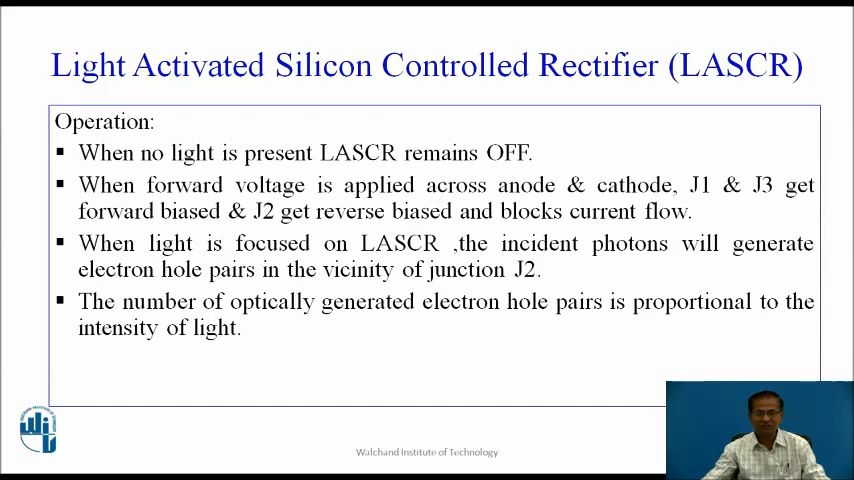 Light Activated Silicon Controlled Rectifier (LASCR)
Operation:
▪ When no light is present LASCR remains OFF.
▪ When forward voltage is applied across anode & cathode, J1 & J3 get
forward biased & J2 get reverse biased and blocks current flow.
▪ When light is focused on LASCR ,the incident photons will generate
electron hole pairs in the vicinity of junction J2.
▪ The number of optically generated electron hole pairs is proportional to the
intensity of light.
Walchand Institute of Technology